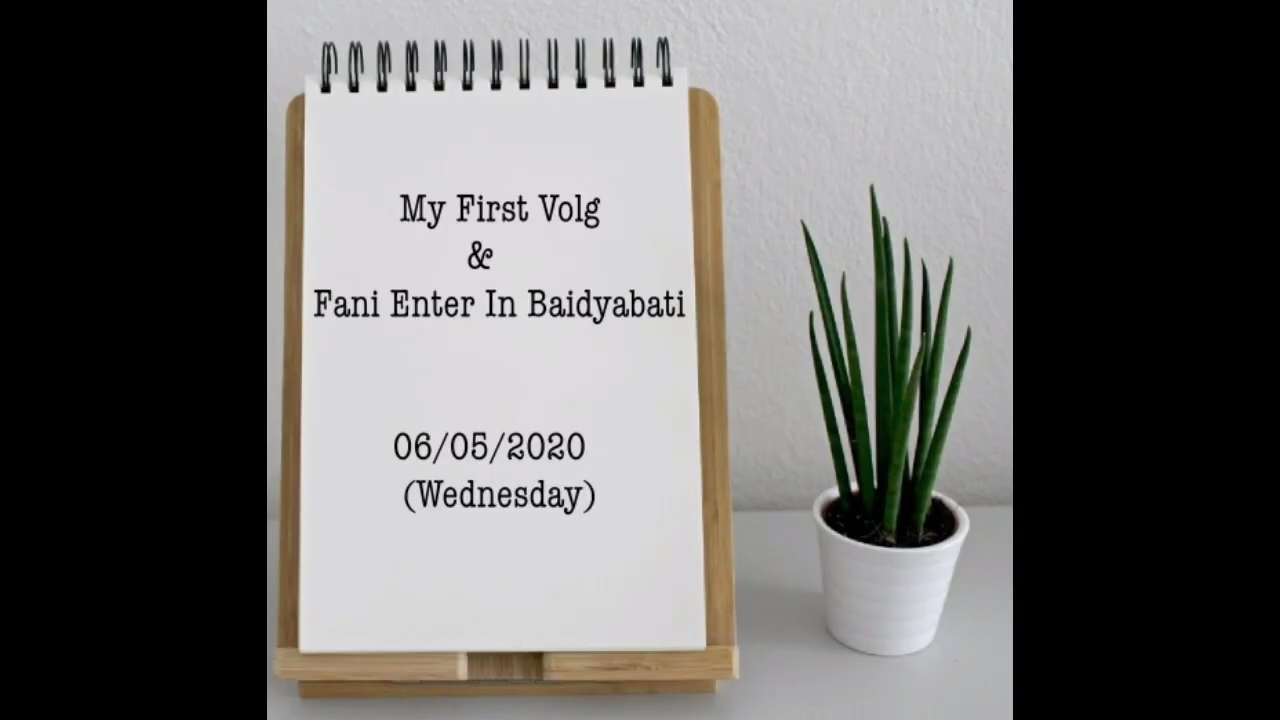 My First Volg
&
Fani Enter In Baidyabati
06/05/2020
(Wednesday)